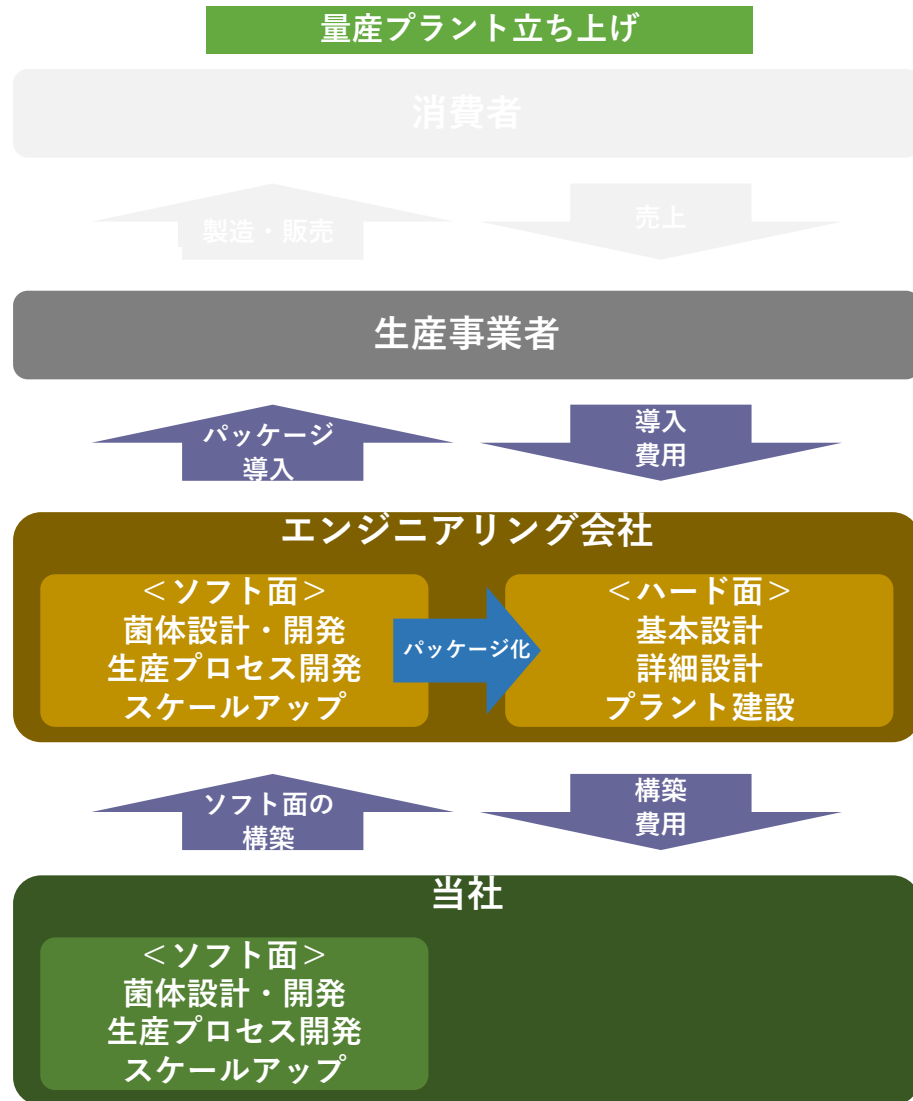 量産プラント立ち上げ
消費者
製造・販売
売上
生産事業者
パッケージ
導入
導入
費用
エンジニアリング会社
＜ソフト面＞
菌体設計・開発
生産プロセス開発
スケールアップ
パッケージ化
＜ハード面＞
基本設計
詳細設計
プラント建設
ソフト面の
構築
構築
費用
当社
＜ソフト面＞
菌体設計・開発
生産プロセス開発
スケールアップ